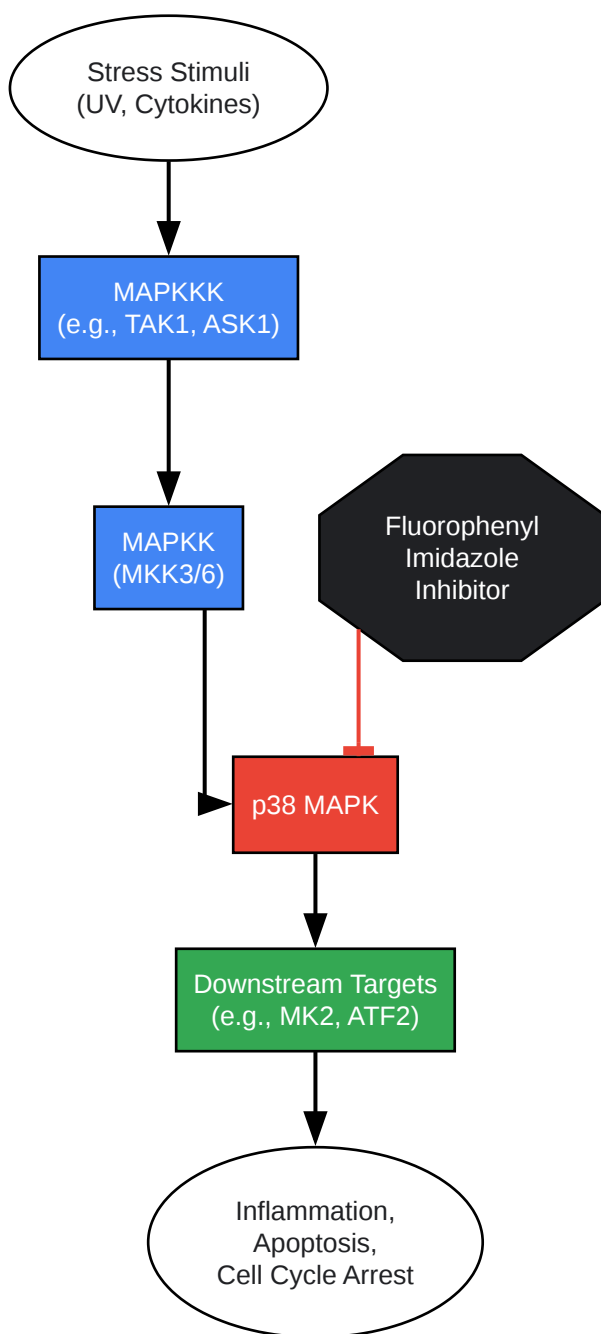 Stress Stimuli
(UV, Cytokines)
MAPKKK
(e.g., TAK1, ASK1)
MAPKK
(MKK3/6)
Fluorophenyl
Imidazole
Inhibitor
p38 MAPK
Downstream Targets
(e.g., MK2, ATF2)
Inflammation,
Apoptosis,
Cell Cycle Arrest